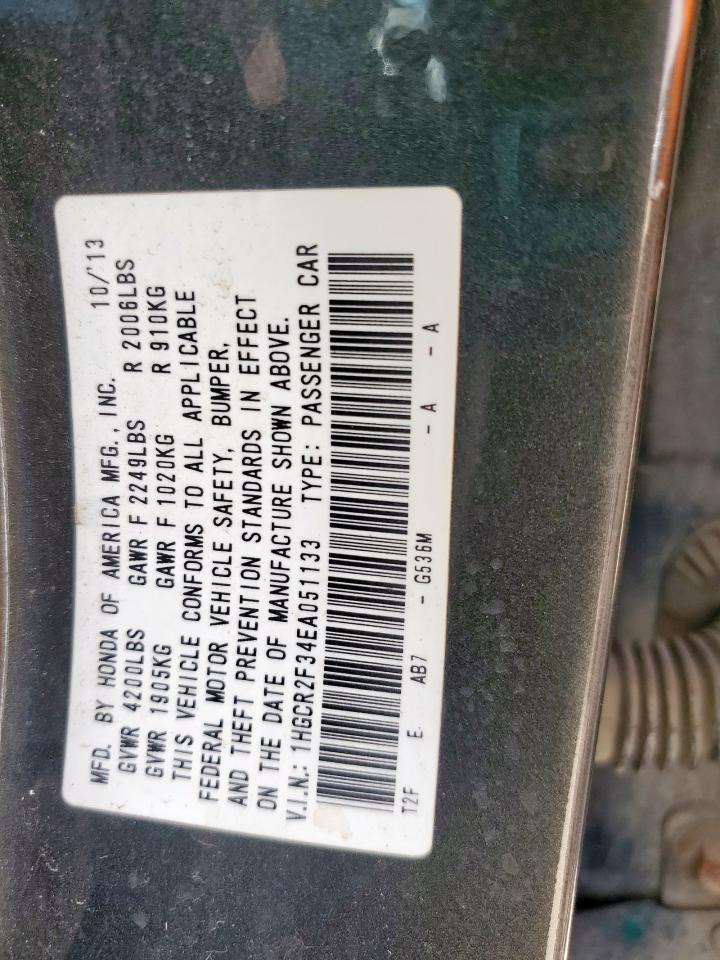 MFD. BY HONDA OF AMERICA MFG., INC. 10/'13
GVWR 4200LBS GAWR F 2249LBS R 2006LBS
GVWR 1905KG GAWR F 1020KG R 910KG
THIS VEHICLE CONFORMS TO ALL APPLICABLE
FEDERAL MOTOR VEHICLE SAFETY, BUMPER,
AND THEFT PREVENTION STANDARDS IN EFFECT
ON THE DATE OF MANUFACTURE SHOWN ABOVE.
V.I.N.: 1HGCR2F34EA051133 TYPE: PASSENGER CAR
T2F E AB7 - G536M - A - A